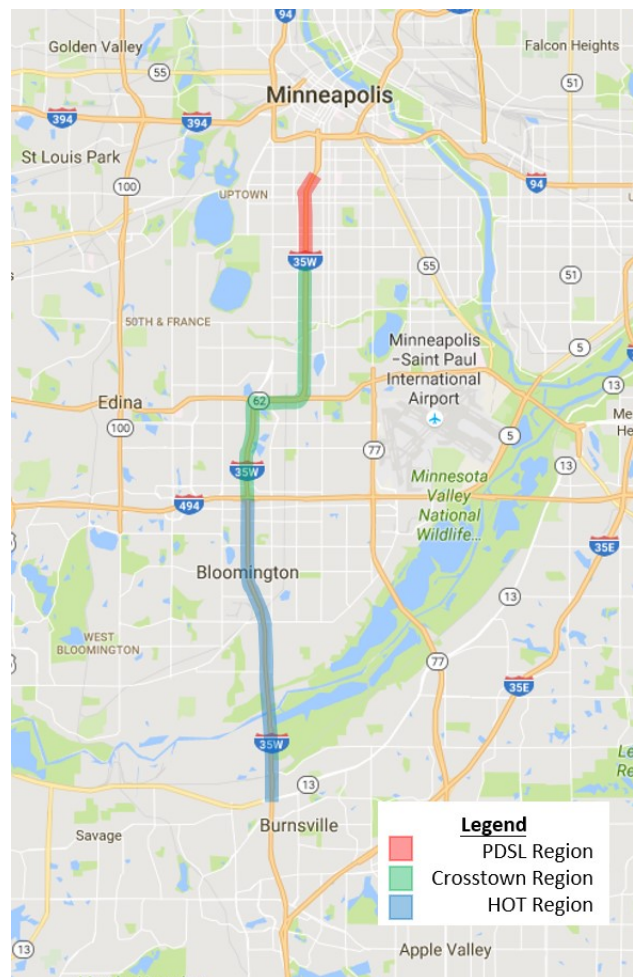 94
Golden Valley
Falcon Heights
55
51
Minneapolis
394
394
St Louis Park
100
94
UPTOWN
35W
55
51
50TH & FRANCE
Minneapolis
-Saint Paul
International
Airport
5
13
Edina
62
100
77
5
13
35W
Minnesota
Valley
National
Wildlife...
494
35E
Bloomington
13
WEST
BLOOMINGTON
77
35E
35W
13
Burnsville
Savage
Legend
PDSL Region
Crosstown Region
HOT Region
13
Apple Valley